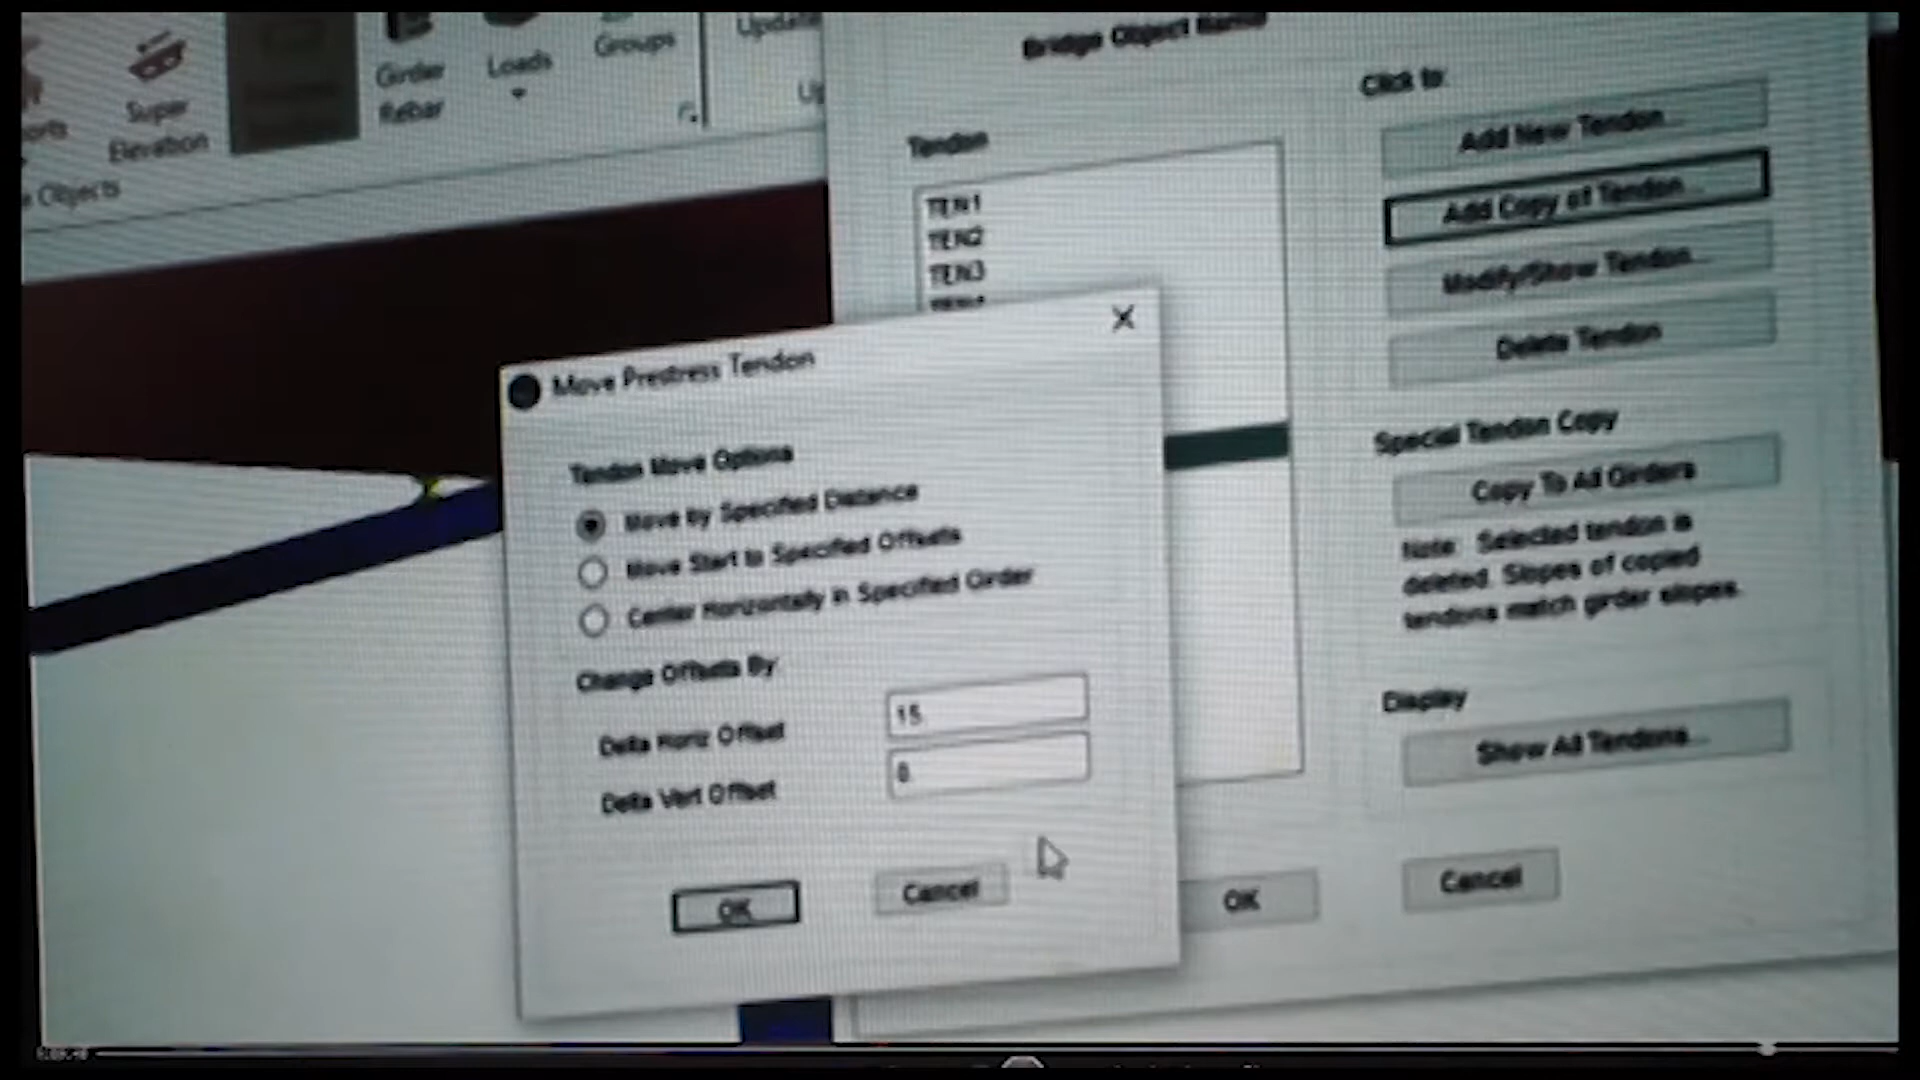 Super
Elevation
Girder
Rebar
Loads
Groups
Objects
Bridge Object Name
Click to:
Tendon
TEN1
TEN2
TEN3
Add New Tendon...
Add Copy of Tendon...
Modify/Show Tendon...
Delete Tendon
Special Tendon Copy
Copy To All Girders
Note: Selected tendon is
deleted. Slopes of copied
tendons match girder slopes.
Display
Show All Tendons...
OK
Cancel
Move Prestress Tendon
Tendon Move Options
Move by Specified Distance
Move Start to Specified Offsets
Center Horizontally in Specified Girder
Change Offsets By
Delta Horiz Offset
15.
Delta Vert Offset
0.
OK
Cancel